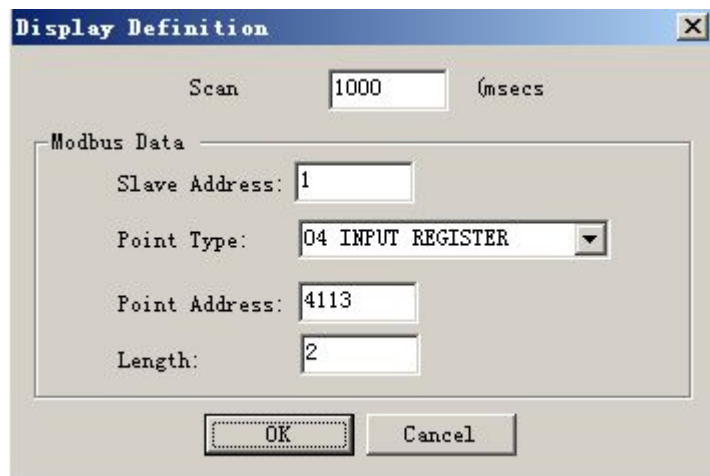 Display Definition
Scan 1000 (msecs
Modbus Data
Slave Address: 1
Point Type: 04 INPUT REGISTER
Point Address: 4113
Length: 2
OK Cancel